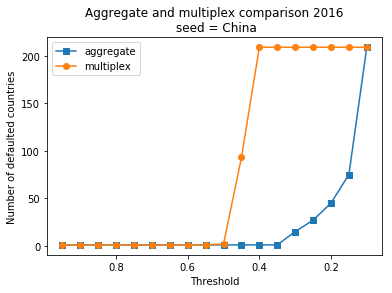 Aggregate and multiplex comparison 2016
seed = China
aggregate
multiplex
Number of defaulted countries
200
150
100
50
0
0.8
0.6
0.4
0.2
Threshold